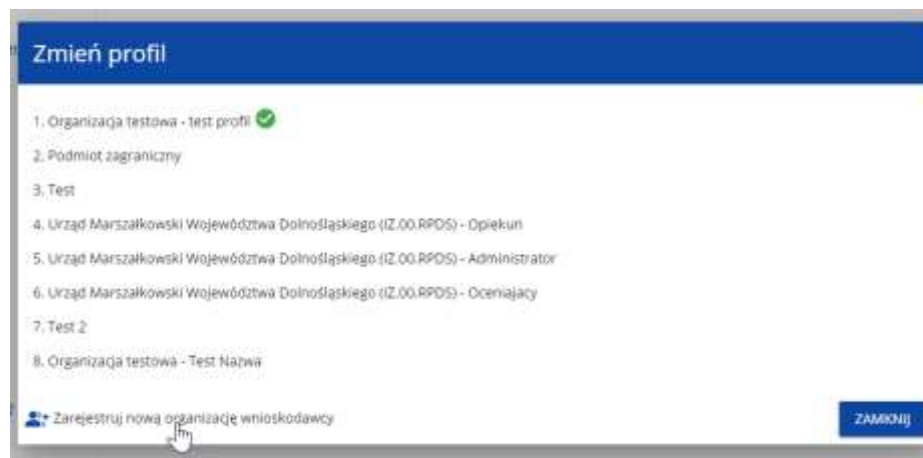 Zmień profil
1. Organizacja testowa - test profil
2. Podmiot zagraniczny
3. Test
4. Urząd Marszałkowski Województwa Dolnośląskiego (IZ.00.RPDS) - Opiekun
5. Urząd Marszałkowski Województwa Dolnośląskiego (IZ.00.RPDS) - Administrator
6. Urząd Marszałkowski Województwa Dolnośląskiego (IZ.00.RPDS) - Oceniajacy
7. Test 2
8. Organizacja testowa - Test Nazwa
Zarejestruj nową organizację wnioskodawcy
ZAMKNIJ